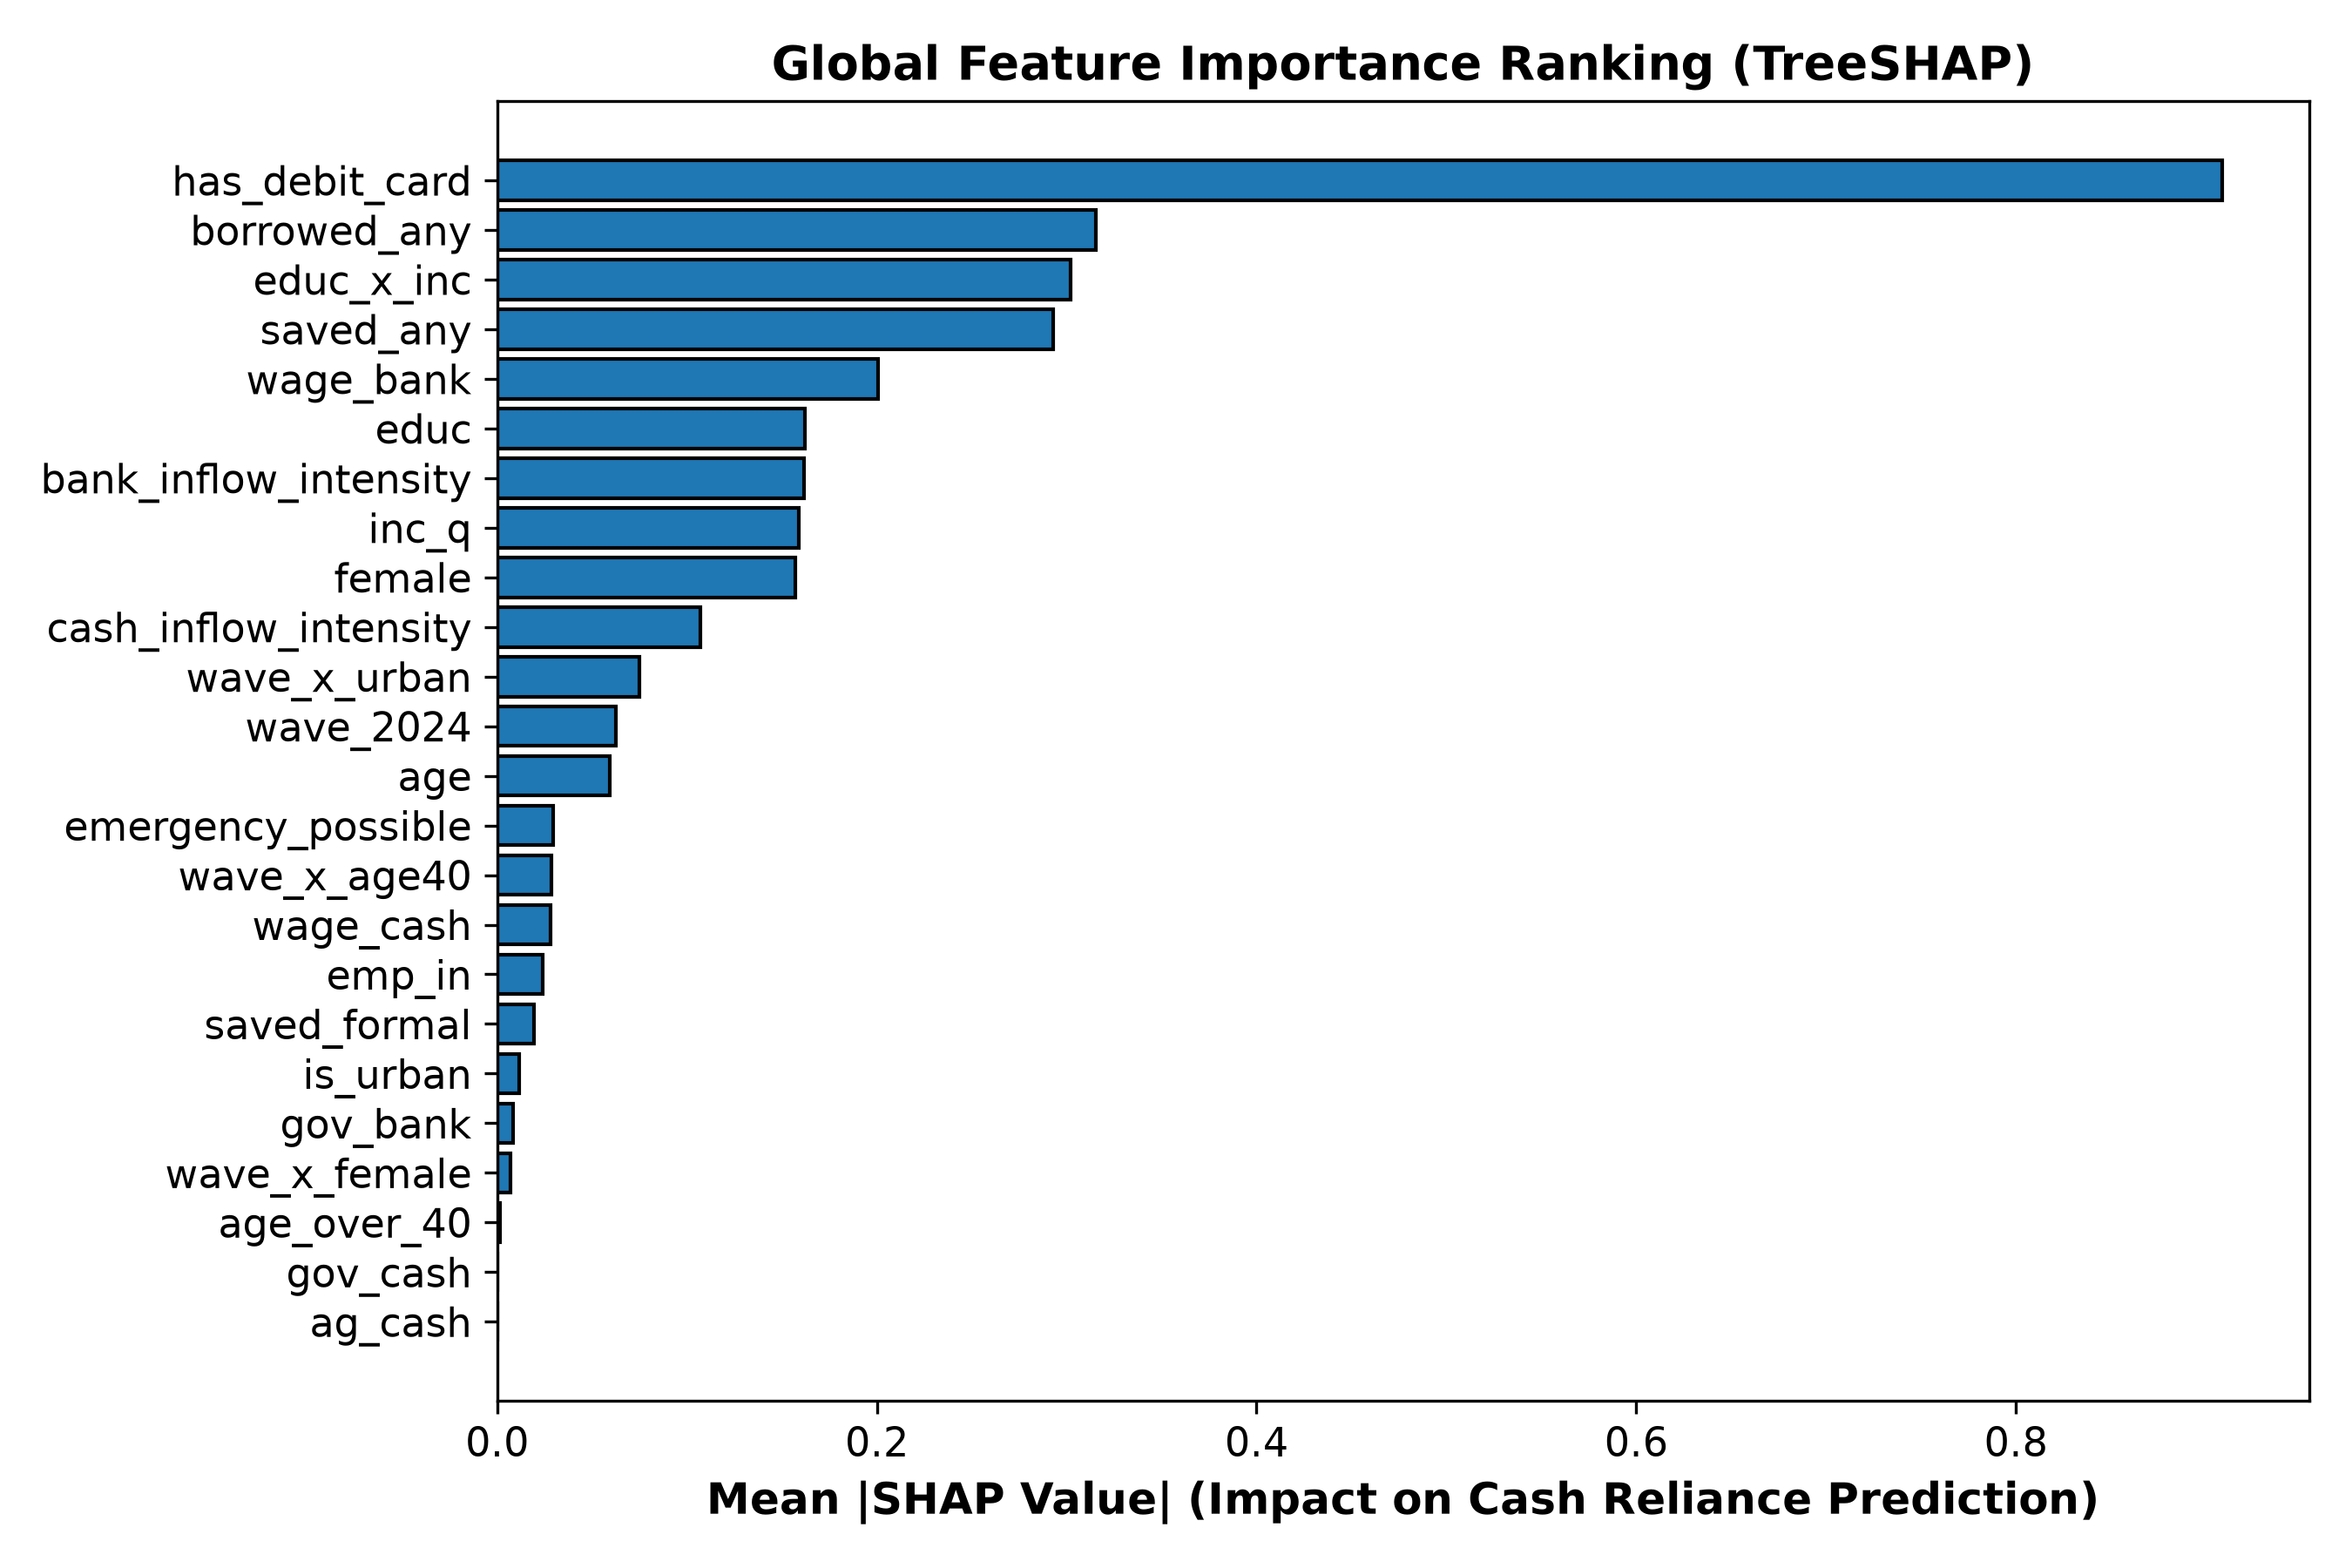 Global Feature Importance Ranking (TreeSHAP)
has_debit_card
borrowed_any
educ_x_inc
saved_any
wage_bank
educ
bank_inflow_intensity
inc_q
female
cash_inflow_intensity
wave_x_urban
wave_2024
age
emergency_possible
wave_x_age40
wage_cash
emp_in
saved_formal
is_urban
gov_bank
wave_x_female
age_over_40
gov_cash
ag_cash
0.0 0.2 0.4 0.6 0.8
Mean |SHAP Value| (Impact on Cash Reliance Prediction)